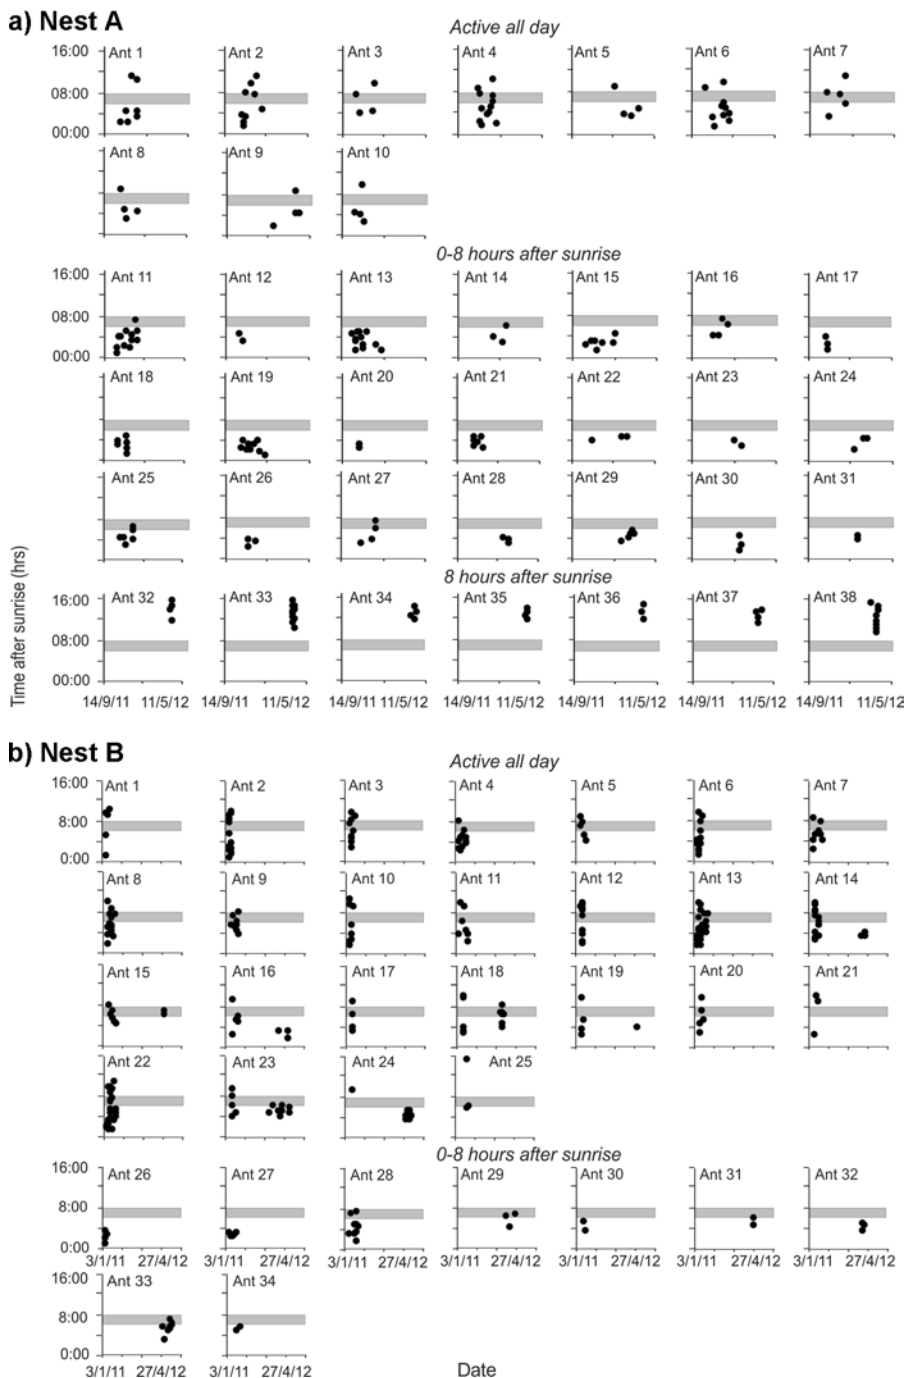 a) Nest A
Active all day
16:00
08:00
00:00
Ant 1 Ant 2 Ant 3 Ant 4 Ant 5 Ant 6 Ant 7
Ant 8 Ant 9 Ant 10
0-8 hours after sunrise
16:00
08:00
00:00
Ant 11 Ant 12 Ant 13 Ant 14 Ant 15 Ant 16 Ant 17
Ant 18 Ant 19 Ant 20 Ant 21 Ant 22 Ant 23 Ant 24
Ant 25 Ant 26 Ant 27 Ant 28 Ant 29 Ant 30 Ant 31
Time after sunrise (hrs)
8 hours after sunrise
16:00
08:00
00:00
Ant 32 Ant 33 Ant 34 Ant 35 Ant 36 Ant 37 Ant 38
14/9/11 11/5/12 14/9/11 11/5/12 14/9/11 11/5/12 14/9/11 11/5/12 14/9/11 11/5/12 14/9/11 11/5/12 14/9/11 11/5/12
b) Nest B
Active all day
16:00
8:00
0:00
Ant 1 Ant 2 Ant 3 Ant 4 Ant 5 Ant 6 Ant 7
Ant 8 Ant 9 Ant 10 Ant 11 Ant 12 Ant 13 Ant 14
Ant 15 Ant 16 Ant 17 Ant 18 Ant 19 Ant 20 Ant 21
Ant 22 Ant 23 Ant 24 Ant 25
0-8 hours after sunrise
16:00
8:00
0:00
Ant 26 Ant 27 Ant 28 Ant 29 Ant 30 Ant 31 Ant 32
3/1/11 27/4/12 3/1/11 27/4/12 3/1/11 27/4/12 3/1/11 27/4/12 3/1/11 27/4/12 3/1/11 27/4/12 3/1/11 27/4/12
16:00
8:00
0:00
Ant 33 Ant 34
3/1/11 27/4/12 3/1/11 27/4/12
Date